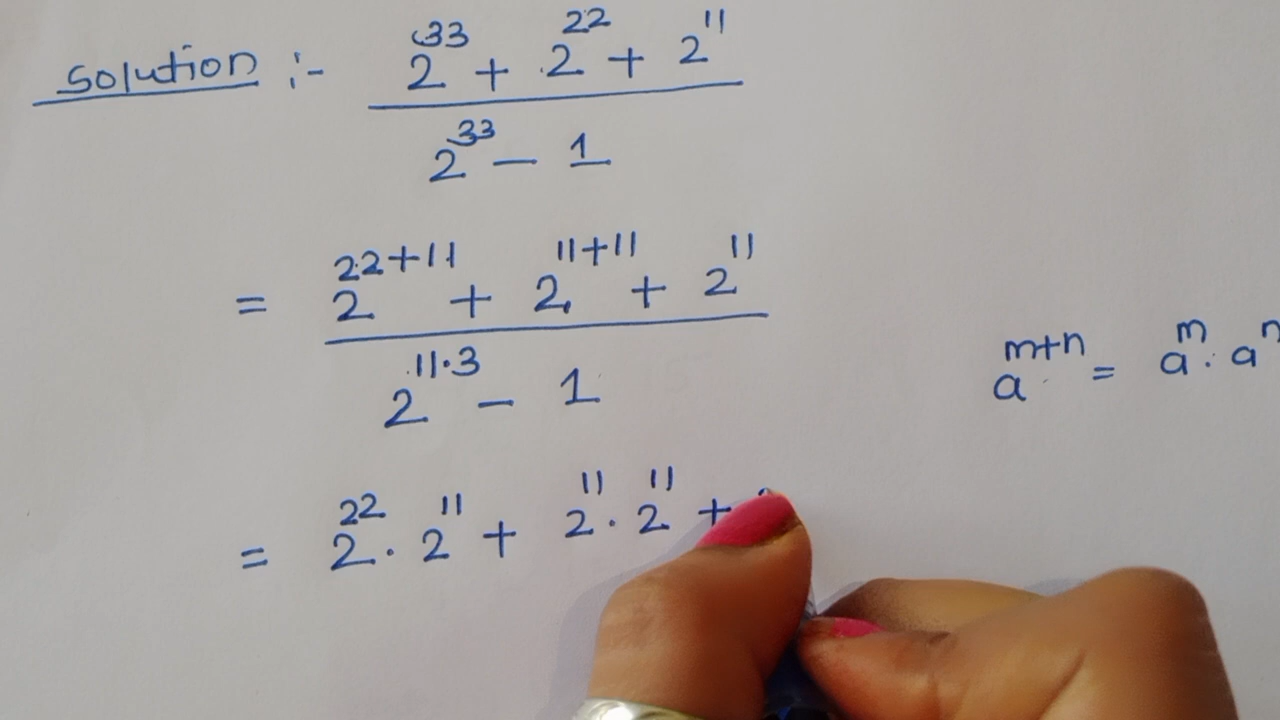 Solution :- 2^33 + 2^22 + 2^11
2^33 - 1
= 2^22+11 + 2^11+11 + 2^11
2^11·3 - 1
a^m+n = a^m · a^n
= 2^22 · 2^11 + 2^11 · 2^11 +